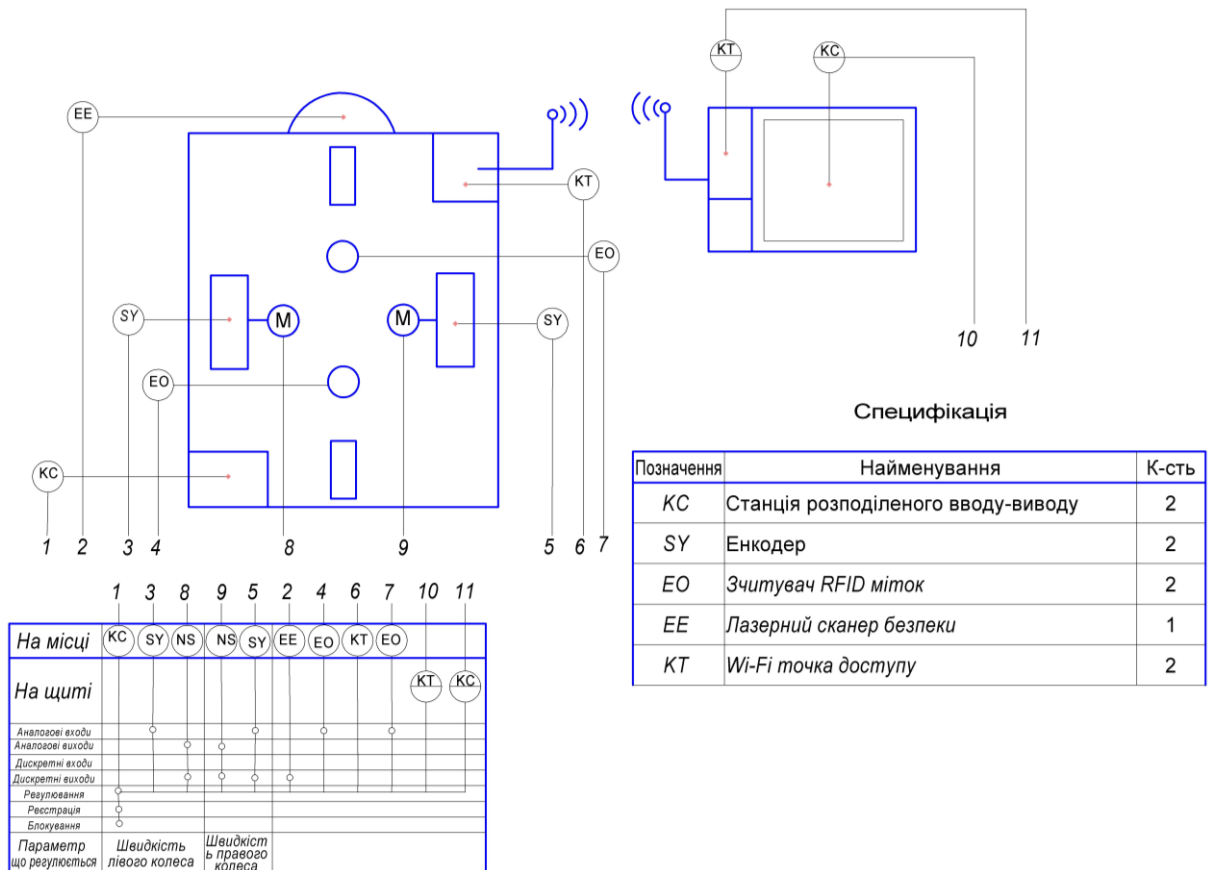 KT
KC
EE
KT
EO
SY
M
M
SY
EO
KC
10 11
1 2 3 4 8 9 5 6 7
Специфікація
Позначення Найменування К-сть
KC Станція розподіленого вводу-виводу 2
SY Енкодер 2
EO Зчитувач RFID міток 2
EE Лазерний сканер безпеки 1
KT Wi-Fi точка доступу 2
1 3 8 9 5 2 4 6 7 10 11
На місці KC SY NS NS SY EE EO KT EO
На щиті KT KC
Аналогові входи
Аналогові виходи
Дискретні входи
Дискретні виходи
Регулювання
Реєстрація
Блокування
Параметр
що регулюється
Швидкість
лівого колеса
Швидкіст
ь правого
колеса